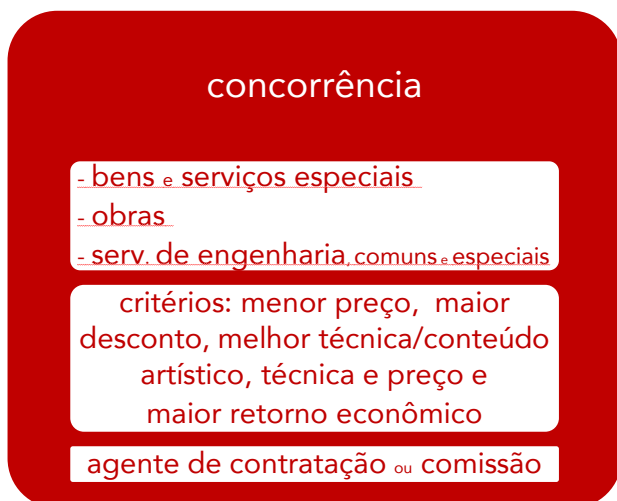 concorrência
- bens e serviços especiais
- obras
- serv. de engenharia, comuns e especiais
critérios: menor preço, maior
desconto, melhor técnica/conteúdo
artístico, técnica e preço e
maior retorno econômico
agente de contratação ou comissão